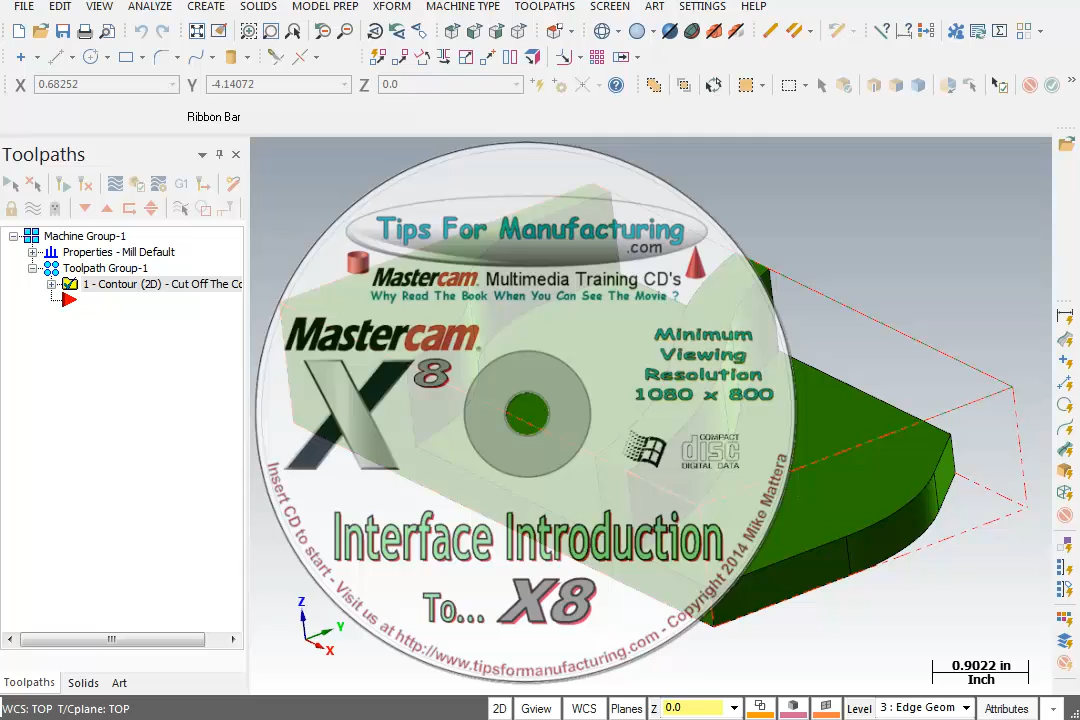 FILE EDIT VIEW ANALYZE CREATE SOLIDS MODEL PREP XFORM MACHINE TYPE TOOLPATHS SCREEN ART SETTINGS HELP
X 0.68252 Y -4.14072 Z 0.0
Ribbon Bar
Toolpaths
G1
Machine Group-1
Properties - Mill Default
Toolpath Group-1
1 - Contour (2D) - Cut Off The Co
Tips For Manufacturing
.com
Mastercam. Multimedia Training CD's
Why Read The Book When You Can See The Movie ?
Mastercam.
X8
Minimum
Viewing
Resolution
1080 x 800
COMPACT
disc
DIGITAL DATA
Interface Introduction
To... X8
Insert CD to start - Visit us at http://www.tipsformanufacturing.com - Copyright 2014 Mike Mattera
Z
Y
X
0.9022 in
Inch
Toolpaths Solids Art
WCS: TOP T/Cplane: TOP
2D Gview WCS Planes Z 0.0 Level 3 : Edge Geom Attributes